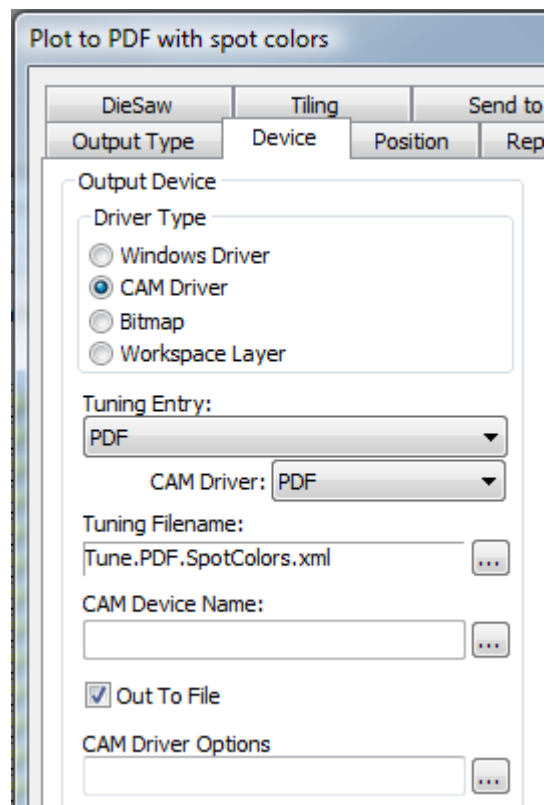 Plot to PDF with spot colors
DieSaw Tiling Send to
Output Type Device Position Rep
Output Device
Driver Type
Windows Driver
CAM Driver
Bitmap
Workspace Layer
Tuning Entry:
PDF
CAM Driver: PDF
Tuning Filename:
Tune.PDF.SpotColors.xml
...
CAM Device Name:
...
Out To File
CAM Driver Options
...